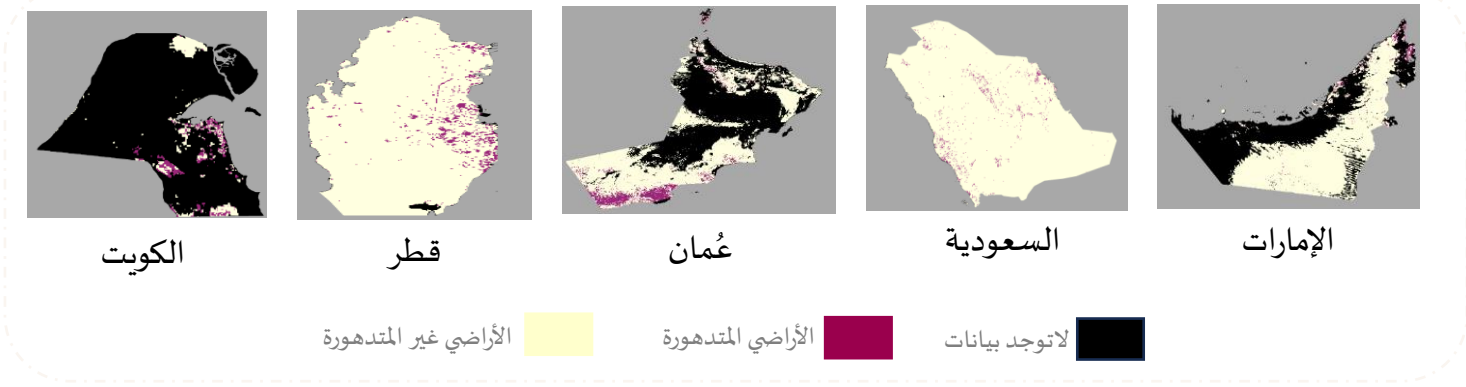 الإمارات
السعودية
عُمان
قطر
الكويت
لاتوجد بيانات
الأراضي المتدهورة
الأراضي غير المتدهورة